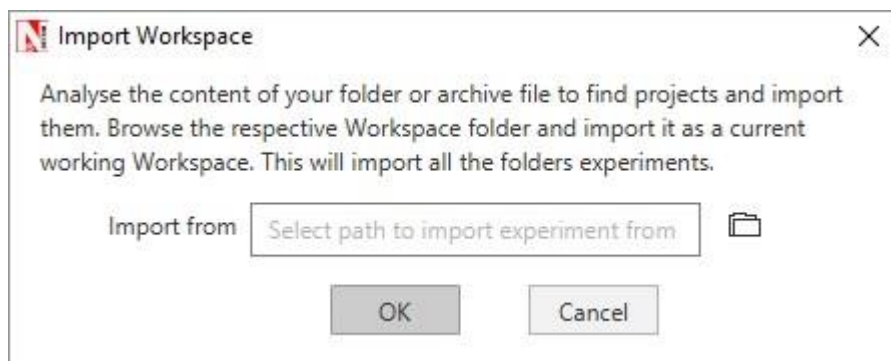 Import Workspace
Analyse the content of your folder or archive file to find projects and import
them. Browse the respective Workspace folder and import it as a current
working Workspace. This will import all the folders experiments.
Import from Select path to import experiment from
OK Cancel